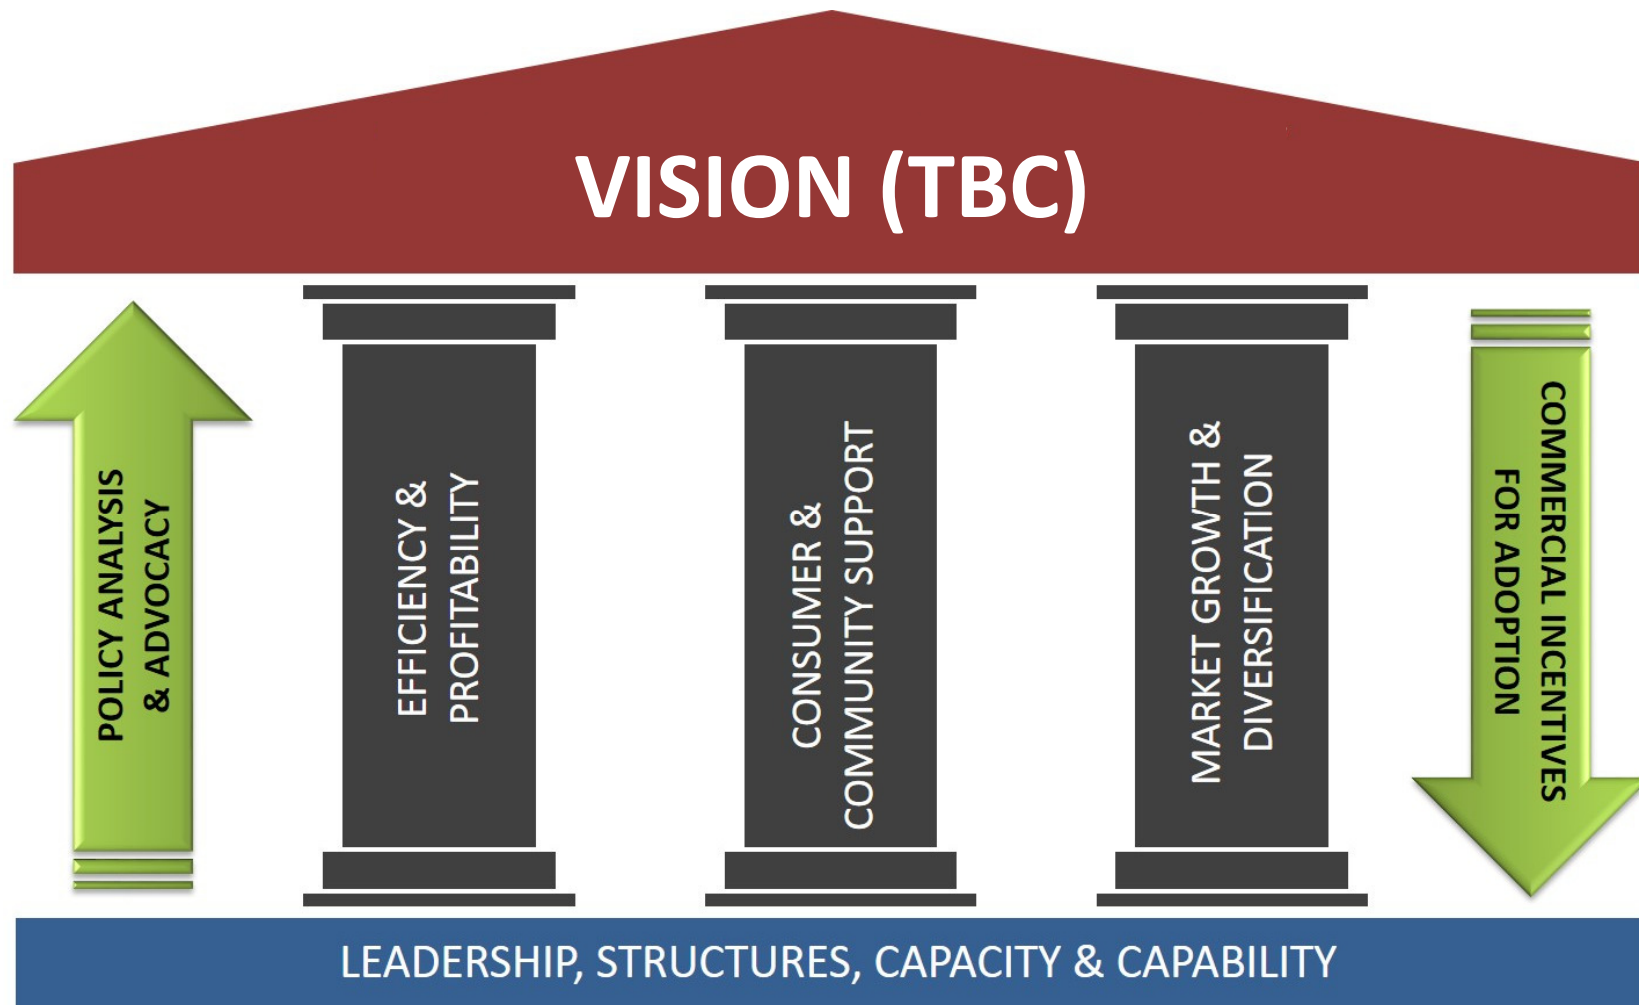 VISION (TBC)
POLICY ANALYSIS
& ADVOCACY
EFFICIENCY &
PROFITABILITY
CONSUMER &
COMMUNITY SUPPORT
MARKET GROWTH &
DIVERSIFICATION
COMMERCIAL INCENTIVES
FOR ADOPTION
LEADERSHIP, STRUCTURES, CAPACITY & CAPABILITY